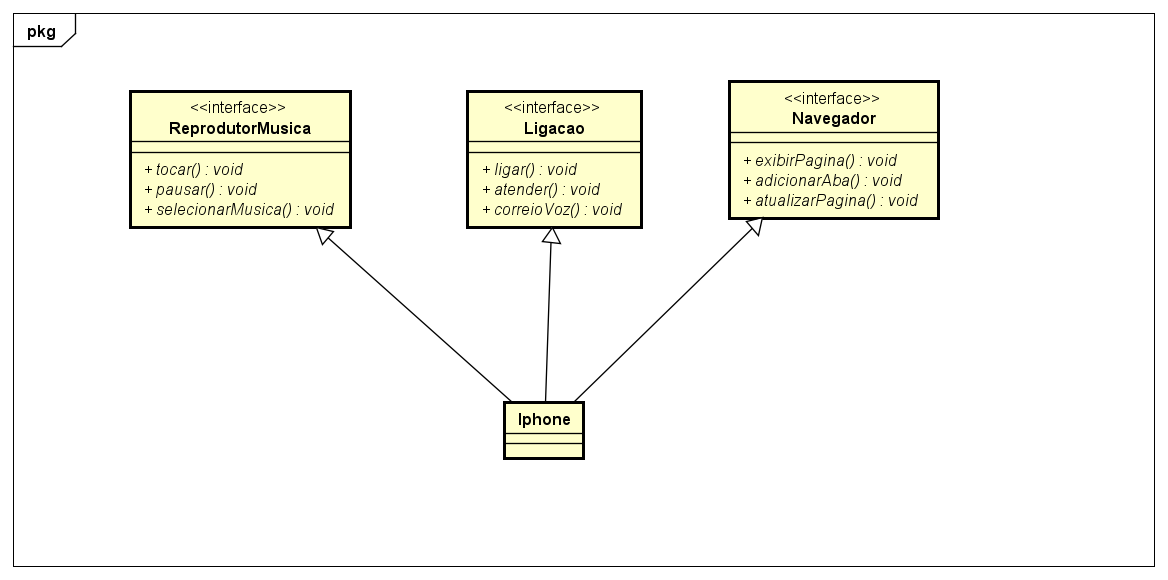 pkg
<<interface>>
ReprodutorMusica
+ tocar() : void
+ pausar() : void
+ selecionarMusica() : void
<<interface>>
Ligacao
+ ligar() : void
+ atender() : void
+ correioVoz() : void
<<interface>>
Navegador
+ exibirPagina() : void
+ adicionarAba() : void
+ atualizarPagina() : void
Iphone